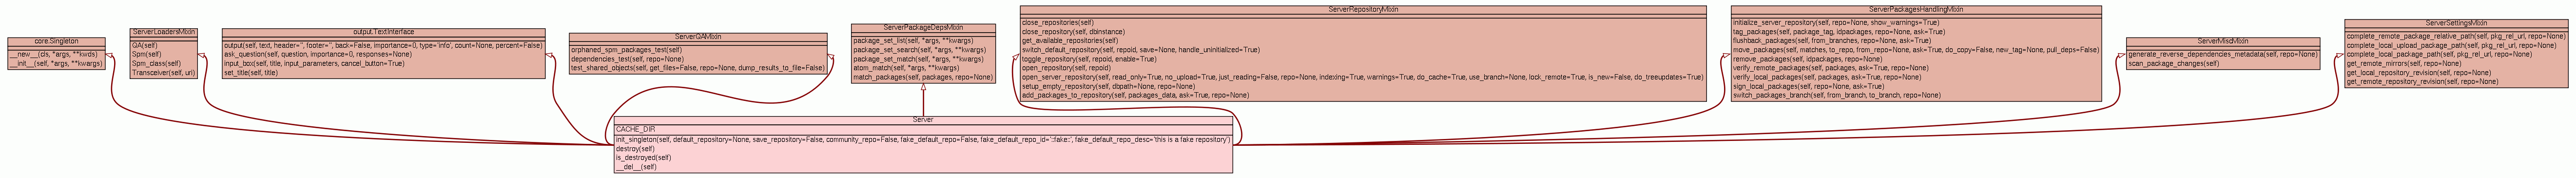 core.Singleton
__new__(cls, *args, **kwds)
__init__(self, *args, **kwargs)
ServerLoadersMixin
QA(self)
Spm(self)
Spm_class(self)
Transceiver(self, uri)
output.TextInterface
output(self, text, header='', footer='', back=False, importance=0, type='info', count=None, percent=False)
ask_question(self, question, importance=0, responses=None)
input_box(self, title, input_parameters, cancel_button=True)
set_title(self, title)
ServerQAMixin
orphaned_spm_packages_test(self)
dependencies_test(self, repo=None)
test_shared_objects(self, get_files=False, repo=None, dump_results_to_file=False)
ServerPackageDepsMixin
package_set_list(self, *args, **kwargs)
package_set_search(self, *args, **kwargs)
package_set_match(self, *args, **kwargs)
atom_match(self, *args, **kwargs)
match_packages(self, packages, repo=None)
ServerRepositoryMixin
close_repositories(self)
close_repository(self, dbinstance)
get_available_repositories(self)
switch_default_repository(self, repoid, save=None, handle_uninitialized=True)
toggle_repository(self, repoid, enable=True)
open_repository(self, repoid)
open_server_repository(self, read_only=True, no_upload=True, just_reading=False, repo=None, indexing=True, warnings=True, do_cache=True, use_branch=None, lock_remote=True, is_new=False, do_treeupdates=True)
setup_empty_repository(self, dbpath=None, repo=None)
add_packages_to_repository(self, packages_data, ask=True, repo=None)
ServerPackagesHandlingMixin
initialize_server_repository(self, repo=None, show_warnings=True)
tag_packages(self, package_tag, idpackages, repo=None, ask=True)
flushback_packages(self, from_branches, repo=None, ask=True)
move_packages(self, matches, to_repo, from_repo=None, ask=True, do_copy=False, new_tag=None, pull_deps=False)
remove_packages(self, idpackages, repo=None)
verify_remote_packages(self, packages, ask=True, repo=None)
verify_local_packages(self, packages, ask=True, repo=None)
sign_local_packages(self, repo=None, ask=True)
switch_packages_branch(self, from_branch, to_branch, repo=None)
ServerMiscMixin
generate_reverse_dependencies_metadata(self, repo=None)
scan_package_changes(self)
ServerSettingsMixin
complete_remote_package_relative_path(self, pkg_rel_url, repo=None)
complete_local_upload_package_path(self, pkg_rel_url, repo=None)
complete_local_package_path(self, pkg_rel_url, repo=None)
get_remote_mirrors(self, repo=None)
get_local_repository_revision(self, repo=None)
get_remote_repository_revision(self, repo=None)
Server
CACHE_DIR
init_singleton(self, default_repository=None, save_repository=False, community_repo=False, fake_default_repo=False, fake_default_repo_id='::fake::', fake_default_repo_desc='this is a fake repository')
destroy(self)
is_destroyed(self)
__del__(self)